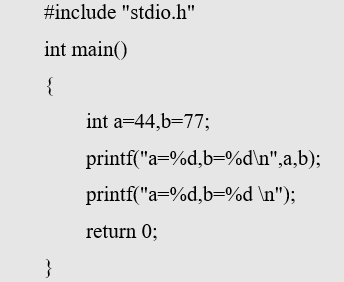 #include "stdio.h"
int main()
{
int a=44,b=77;
printf("a=%d,b=%d\n",a,b);
printf("a=%d,b=%d \n");
return 0;
}